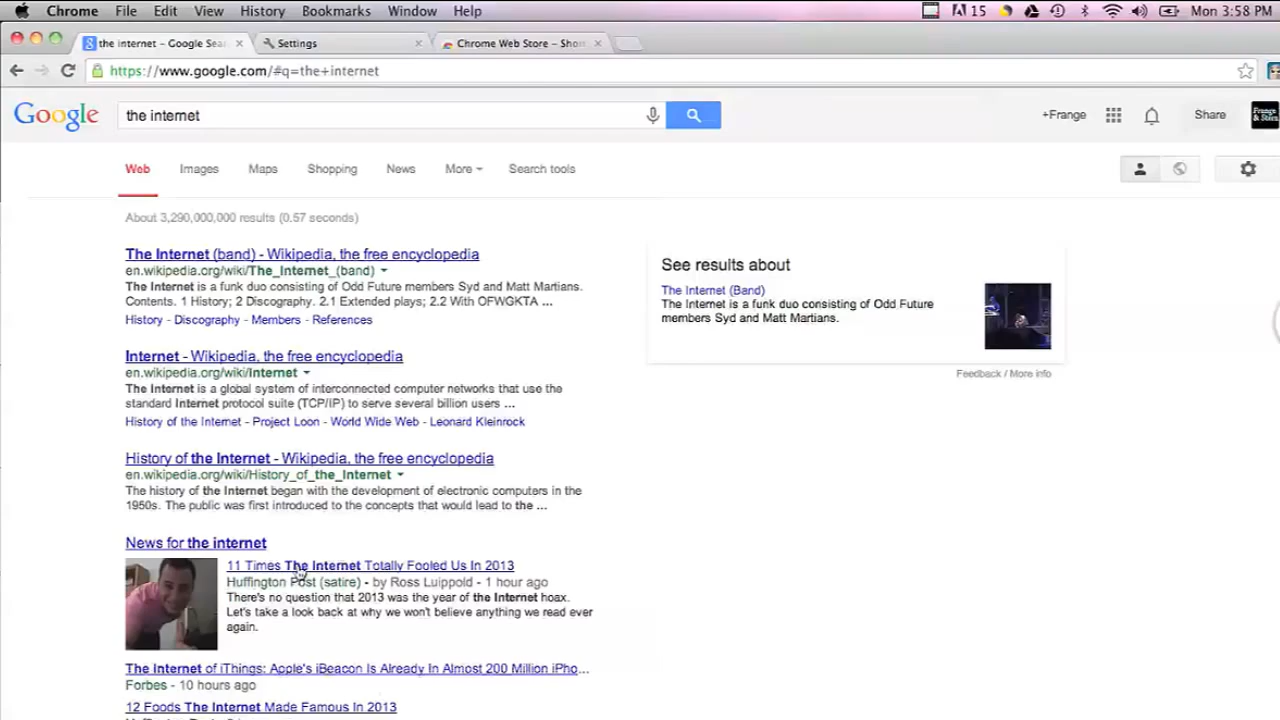 Chrome File Edit View History Bookmarks Window Help 15 Mon 3:58 PM
the internet – Google Sea Settings Chrome Web Store – Sho
https://www.google.com/#q=the+internet
Google the internet +Frange Share Frange
Web Images Maps Shopping News More Search tools
About 3,290,000,000 results (0.57 seconds)
The Internet (band) - Wikipedia, the free encyclopedia
en.wikipedia.org/wiki/The_Internet_(band)
The Internet is a funk duo consisting of Odd Future members Syd and Matt Martians.
Contents. 1 History; 2 Discography. 2.1 Extended plays; 2.2 With OFWGKTA ...
History - Discography - Members - References
Internet - Wikipedia, the free encyclopedia
en.wikipedia.org/wiki/Internet
The Internet is a global system of interconnected computer networks that use the
standard Internet protocol suite (TCP/IP) to serve several billion users ...
History of the Internet - Project Loon - World Wide Web - Leonard Kleinrock
History of the Internet - Wikipedia, the free encyclopedia
en.wikipedia.org/wiki/History_of_the_Internet
The history of the Internet began with the development of electronic computers in the
1950s. The public was first introduced to the concepts that would lead to the ...
News for the internet
11 Times The Internet Totally Fooled Us In 2013
Huffington Post (satire) - by Ross Luippold - 1 hour ago
There's no question that 2013 was the year of the Internet hoax.
Let's take a look back at why we won't believe anything we read ever
again.
The Internet of iThings: Apple's iBeacon Is Already In Almost 200 Million iPho...
Forbes - 10 hours ago
12 Foods The Internet Made Famous In 2013
See results about
The Internet (Band)
The Internet is a funk duo consisting of Odd Future
members Syd and Matt Martians.
Feedback / More info